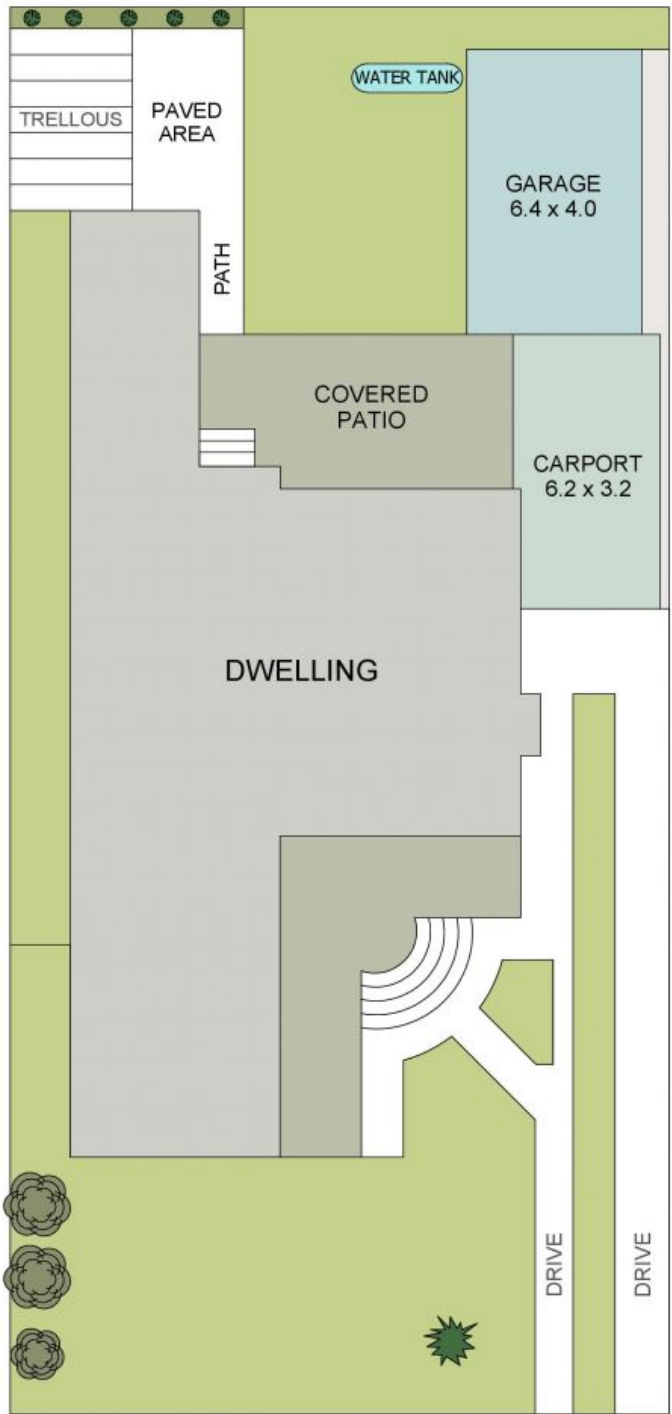 WATER TANK
TRELLOUS
PAVED
AREA
GARAGE
6.4 x 4.0
PATH
COVERED
PATIO
CARPORT
6.2 x 3.2
DWELLING
DRIVE
DRIVE